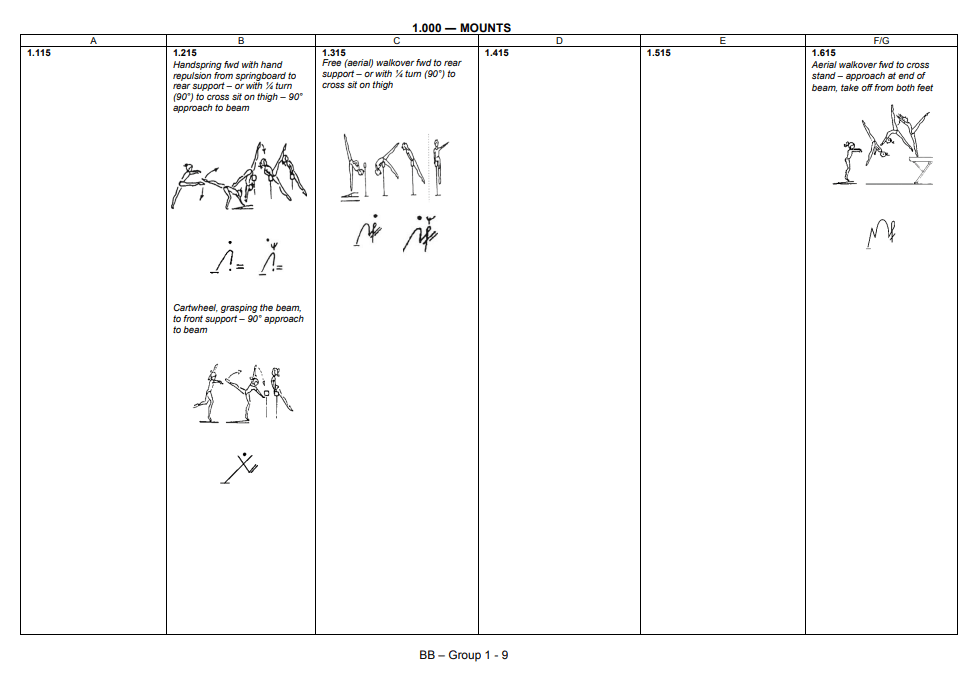 1.000 — MOUNTS
A
B
C
D
E
F/G
1.115
1.215
Handspring fwd with hand
repulsion from springboard to
rear support – or with ¼ turn
(90°) to cross sit on thigh – 90°
approach to beam
Cartwheel, grasping the beam,
to front support – 90° approach
to beam
1.315
Free (aerial) walkover fwd to rear
support – or with ¼ turn (90°) to
cross sit on thigh
1.415
1.515
1.615
Aerial walkover fwd to cross
stand – approach at end of
beam, take off from both feet
BB – Group 1 - 9